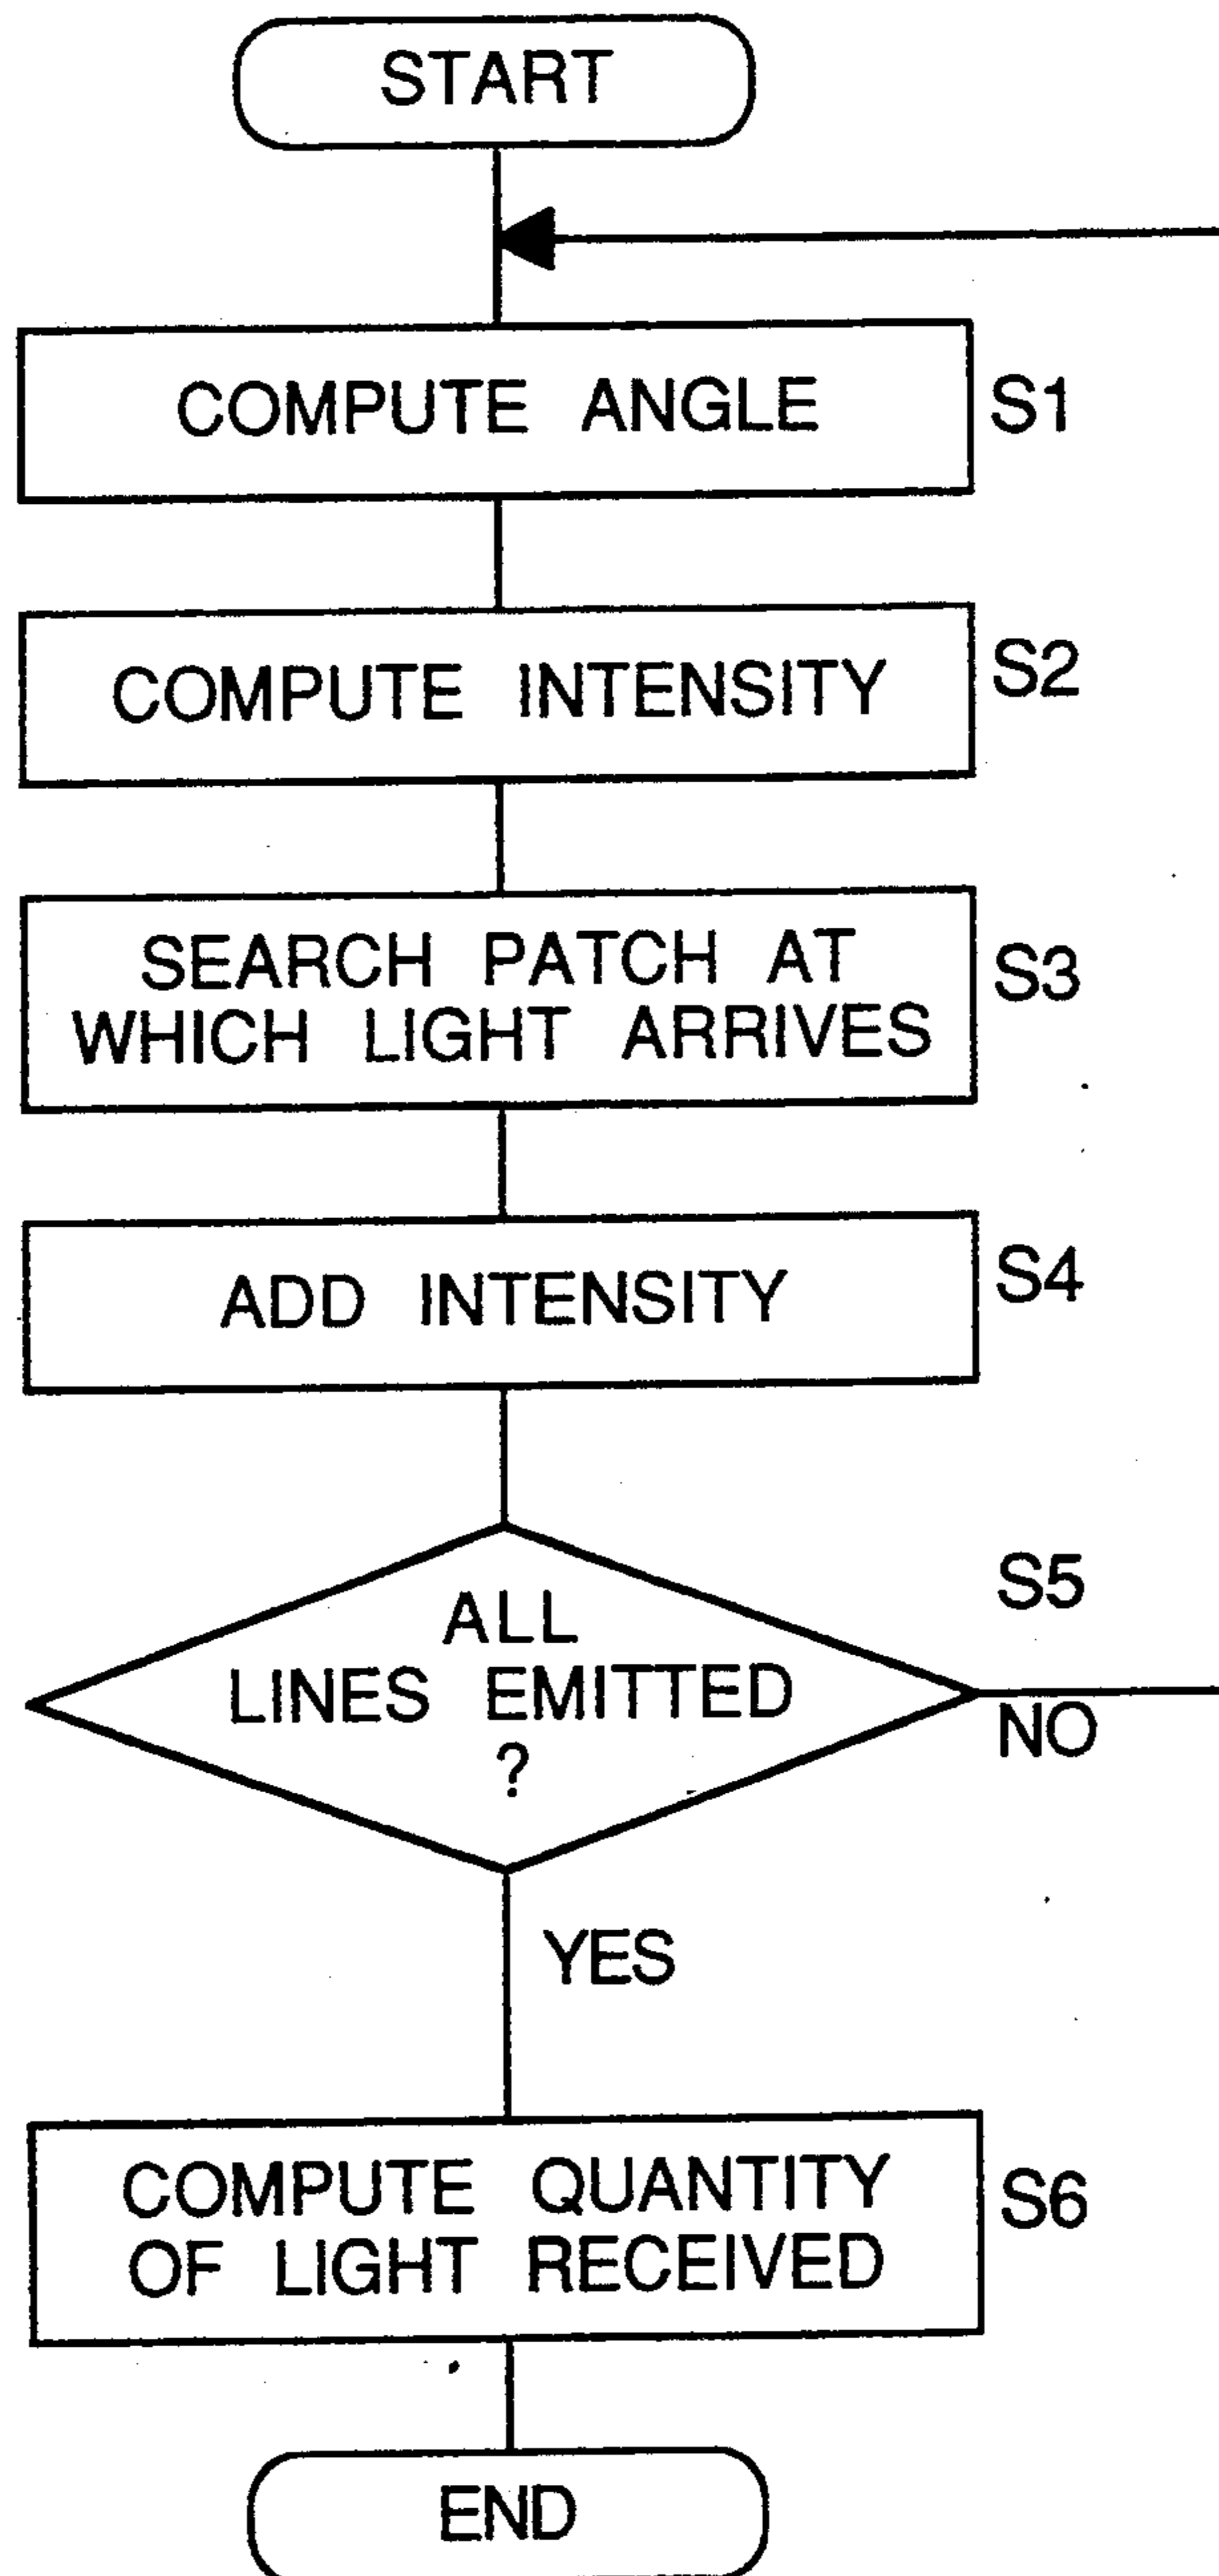 START
COMPUTE ANGLE
S1
COMPUTE INTENSITY
S2
SEARCH PATCH AT
WHICH LIGHT ARRIVES
S3
ADD INTENSITY
S4
ALL
LINES EMITTED
?
S5
NO
YES
COMPUTE QUANTITY
OF LIGHT RECEIVED
S6
END